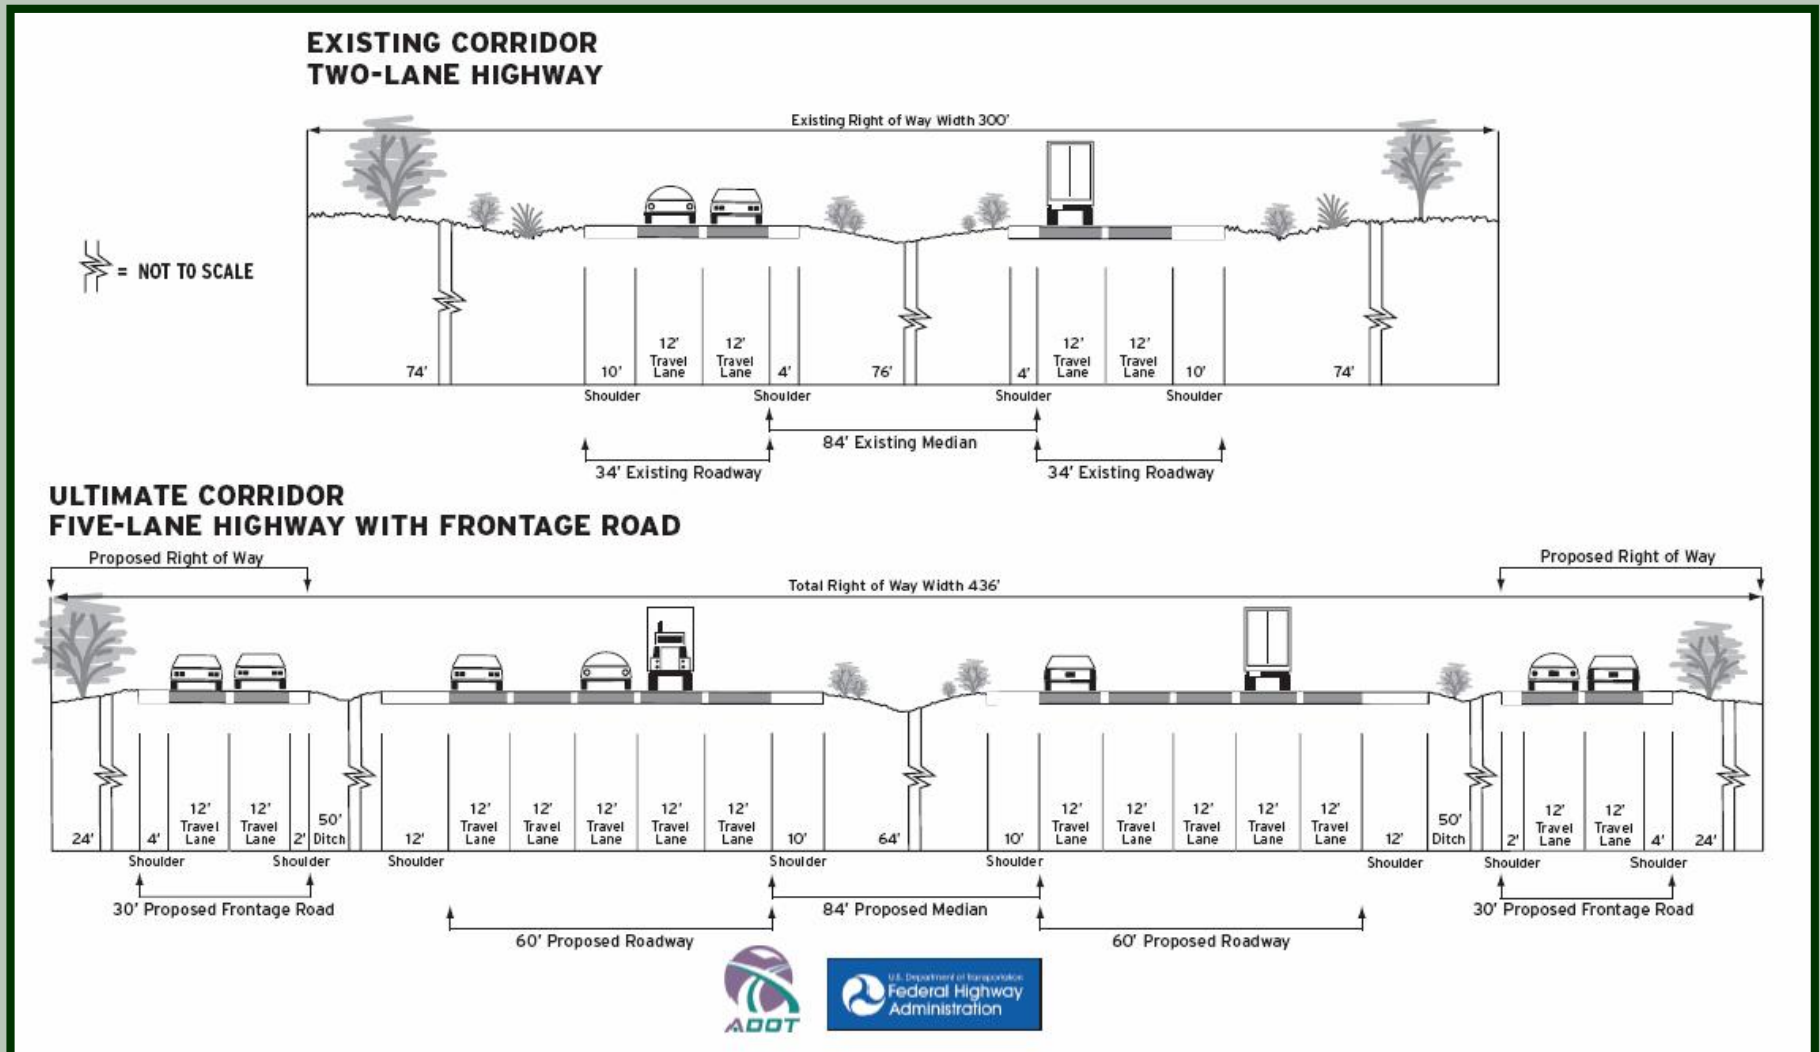 EXISTING CORRIDOR
TWO-LANE HIGHWAY
Existing Right of Way Width 300'
= NOT TO SCALE
74'
10'
12'
Travel
Lane
12'
Travel
Lane
4'
76'
4'
12'
Travel
Lane
12'
Travel
Lane
10'
74'
Shoulder
Shoulder
Shoulder
Shoulder
84' Existing Median
34' Existing Roadway
34' Existing Roadway
ULTIMATE CORRIDOR
FIVE-LANE HIGHWAY WITH FRONTAGE ROAD
Proposed Right of Way
Proposed Right of Way
Total Right of Way Width 436'
24'
4'
12'
Travel
Lane
12'
Travel
Lane
2'
50'
Ditch
12'
12'
Travel
Lane
12'
Travel
Lane
12'
Travel
Lane
12'
Travel
Lane
12'
Travel
Lane
10'
64'
10'
12'
Travel
Lane
12'
Travel
Lane
12'
Travel
Lane
12'
Travel
Lane
12'
Travel
Lane
12'
50'
Ditch
2'
12'
Travel
Lane
12'
Travel
Lane
4'
24'
Shoulder
Shoulder
Shoulder
Shoulder
Shoulder
Shoulder
Shoulder
Shoulder
30' Proposed Frontage Road
84' Proposed Median
30' Proposed Frontage Road
60' Proposed Roadway
60' Proposed Roadway
ADOT
U.S. Department of Transportation
Federal Highway
Administration